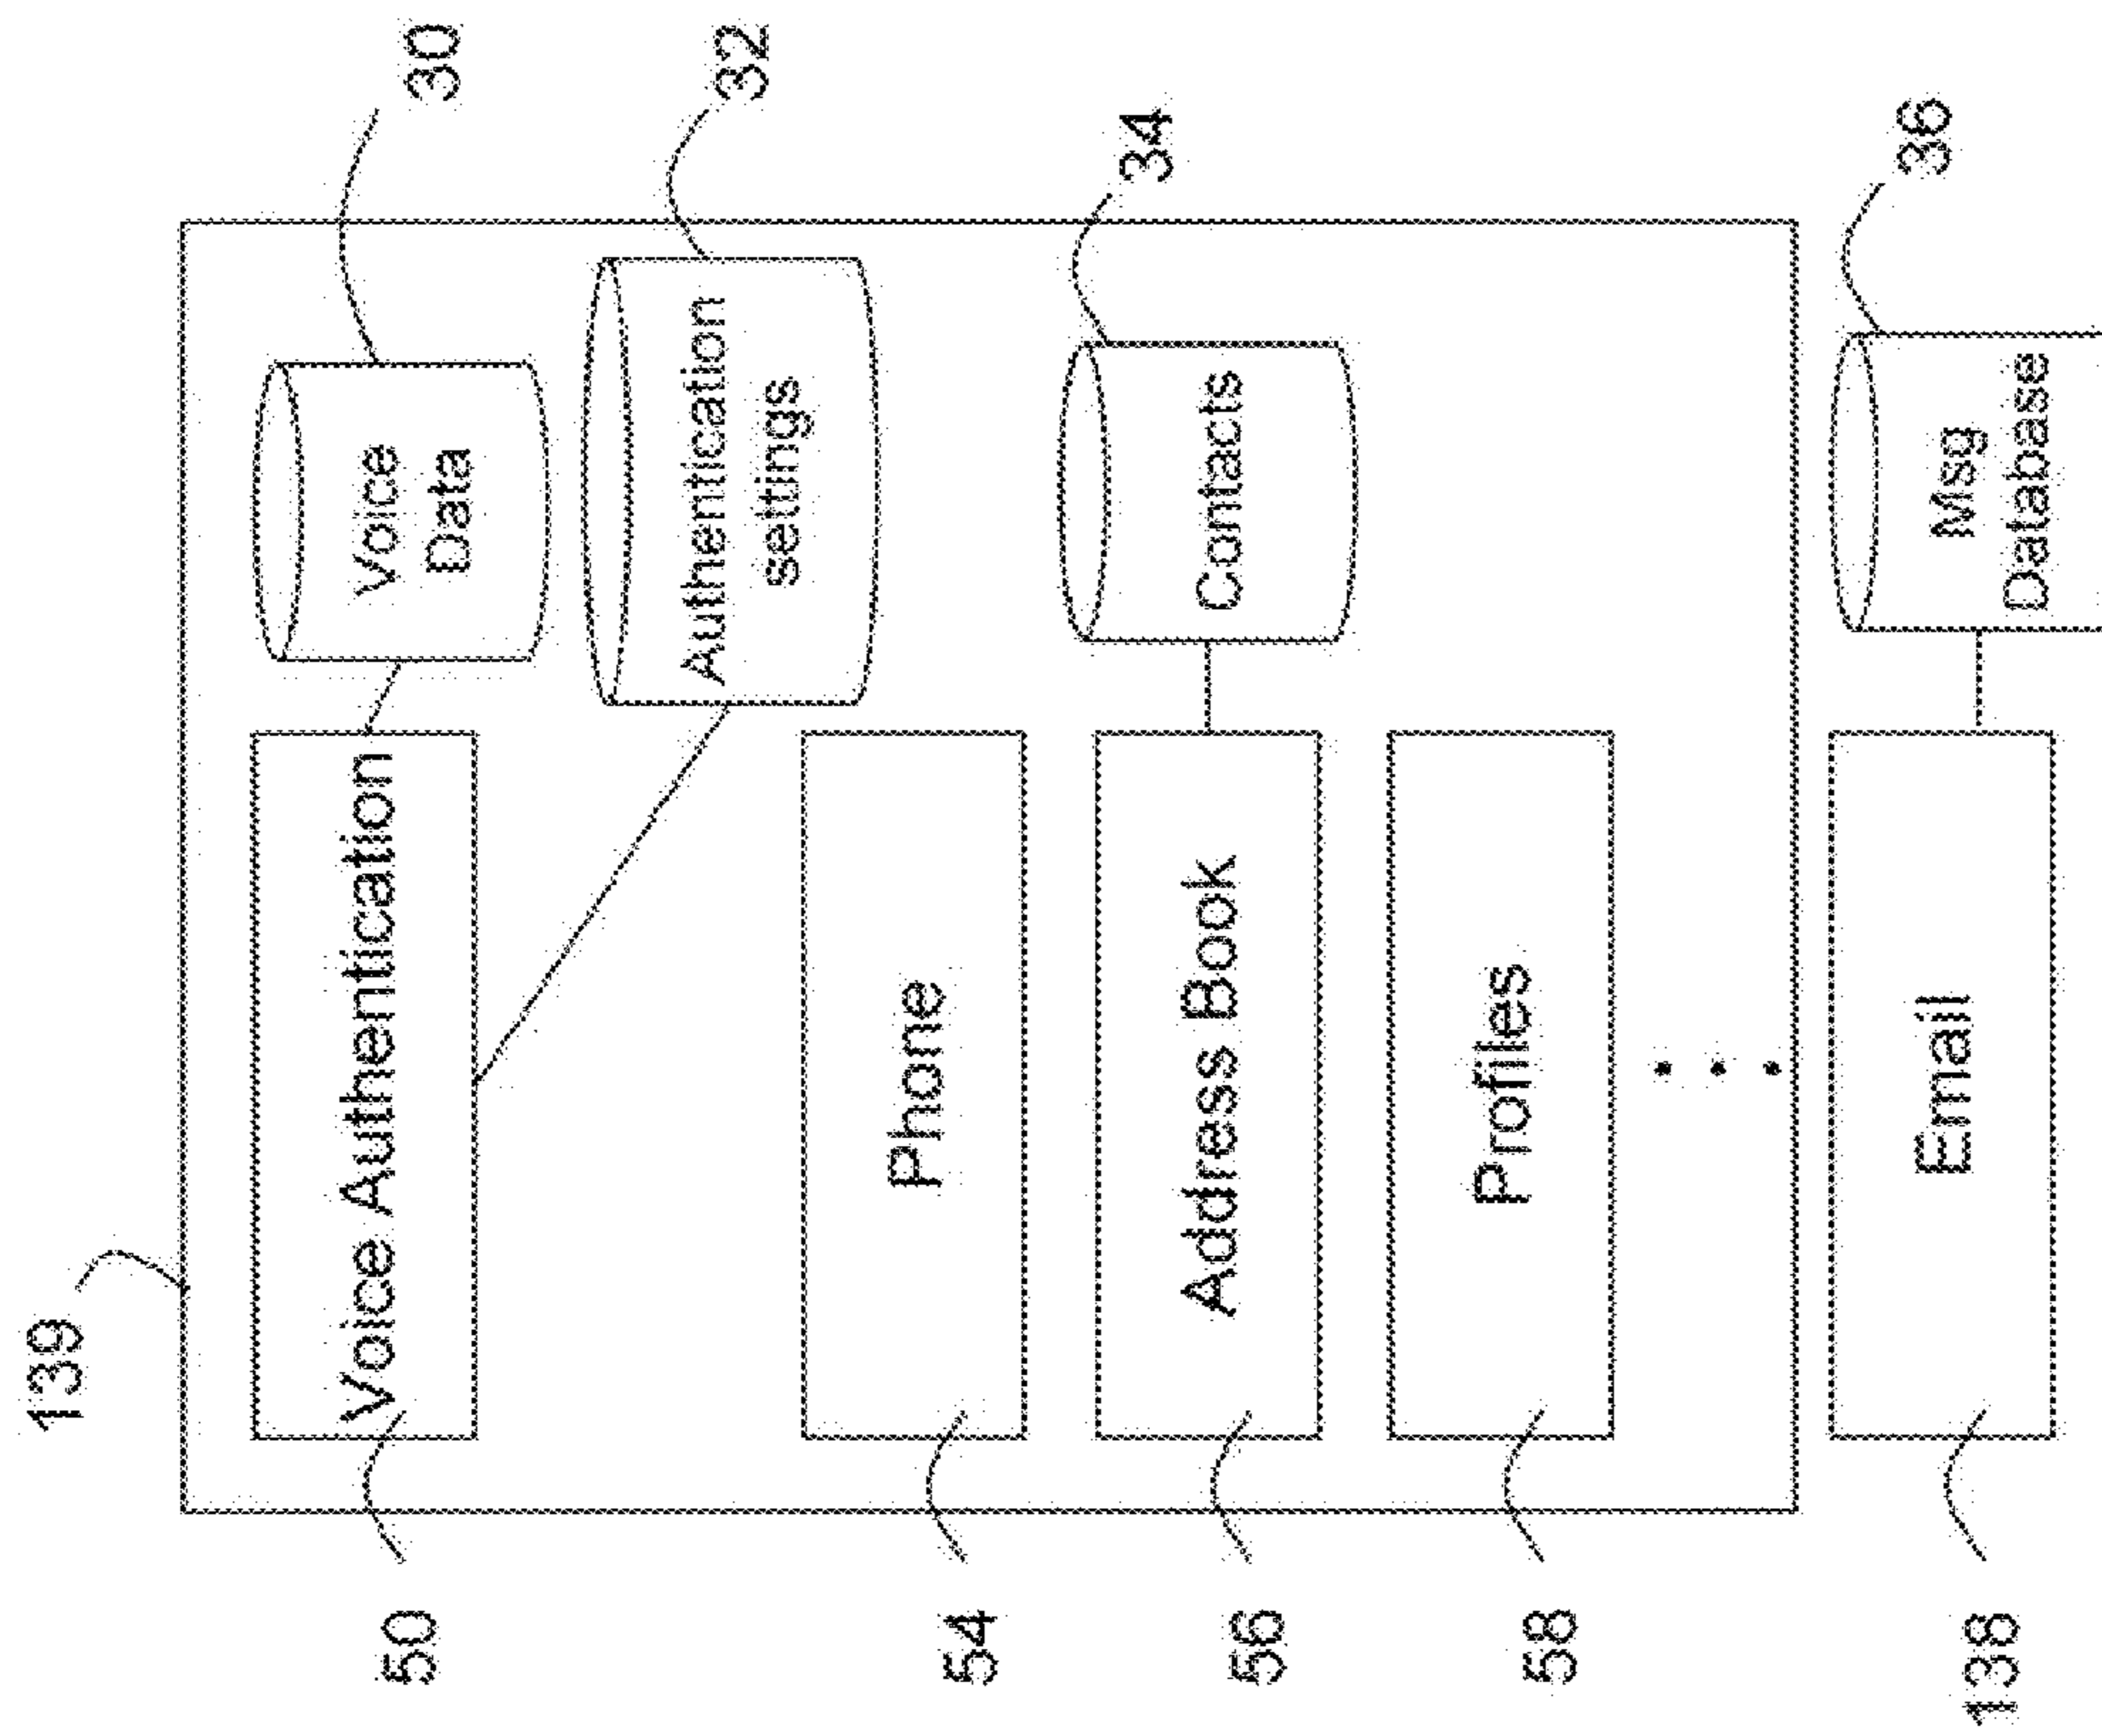 139
50
Voice Authentication
Voice
Data
30
Authentication
settings
32
54
Phone
56
Address Book
Contacts
34
58
Profiles
138
Email
Msg
Database
36